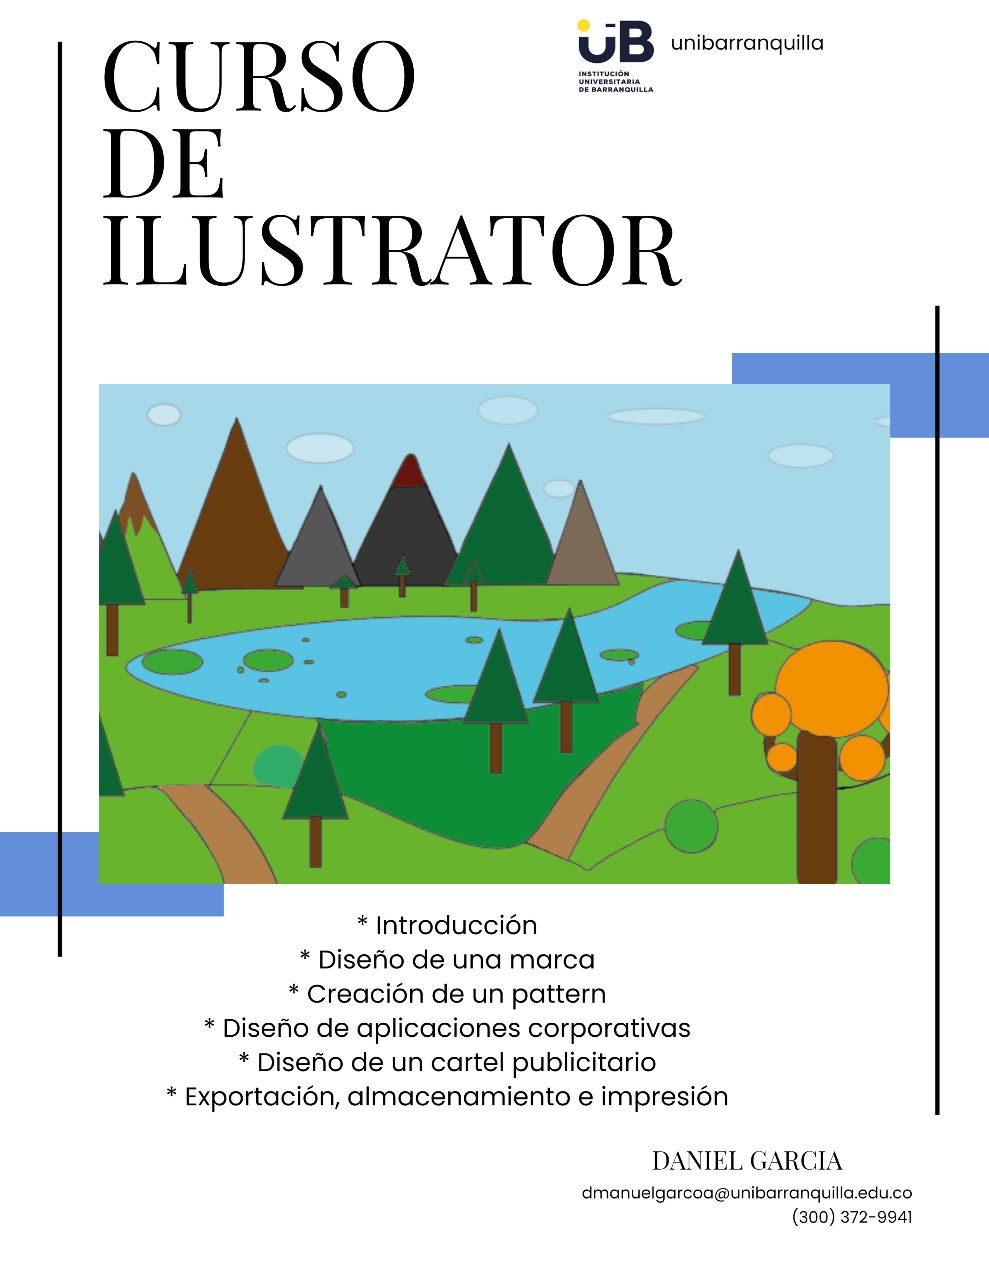 CURSO
DE
ILUSTRATOR
ūB
INSTITUCIÓN
UNIVERSITARIA
DE BARRANQUILLA
unibarranquilla
* Introducción
* Diseño de una marca
* Creación de un pattern
* Diseño de aplicaciones corporativas
* Diseño de un cartel publicitario
* Exportación, almacenamiento e impresión
DANIEL GARCIA
dmanuelgarcoa@unibarranquilla.edu.co
(300) 372-9941